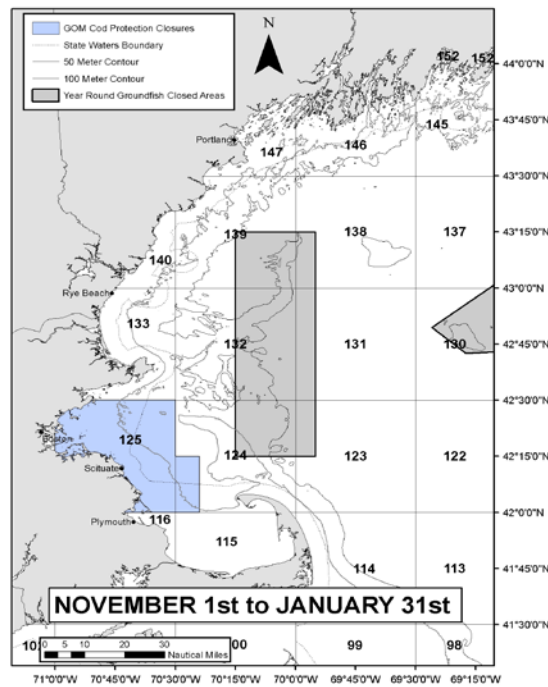 GOM Cod Protection Closures
State Waters Boundary
50 Meter Contour
100 Meter Contour
Year Round Groundfish Closed Areas
N
152
152
44°0'0"N
145
43°45'0"N
Portland
147
146
43°30'0"N
139
138
137
43°15'0"N
140
Rye Beach
43°0'0"N
133
132
131
130
42°45'0"N
42°30'0"N
Boston
125
124
123
122
42°15'0"N
Scituate
Plymouth
116
42°0'0"N
115
114
113
41°45'0"N
NOVEMBER 1st to JANUARY 31st
41°30'0"N
00
99
98
0 5 10 20 30
Nautical Miles
71°0'0"W 70°45'0"W 70°30'0"W 70°15'0"W 70°0'0"W 69°45'0"W 69°30'0"W 69°15'0"W